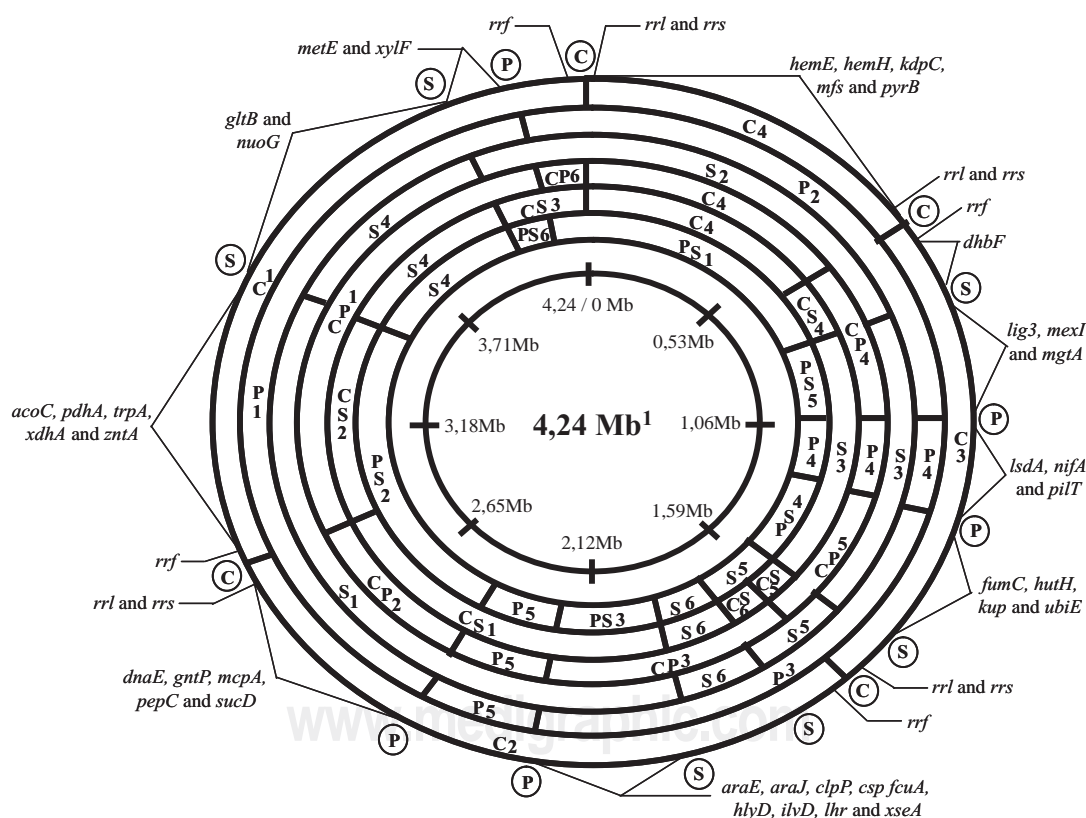 rrf
rrl and rrs
metE and xylF
P
C
S
hemE, hemH, kdpC,
mfs and pyrB
gltB and
nuoG
C4
CP6
S2
P2
rrl and rrs
C
rrf
dhbF
CS3
C4
S4
PS6
C4
PS1
S
S4
S4
S
C1
CP1
4,24 / 0 Mb
CS4
CP4
lig3, mexI
and mgtA
3,71Mb
0,53Mb
PS5
acoC, pdhA, trpA,
xdhA and zntA
P1
CS2
3,18Mb
4,24 Mb1
1,06Mb
P4
S3
P4
S3
P4
C3
P
PS2
lsdA, nifA
and pilT
2,65Mb
1,59Mb
PS4
P
2,12Mb
CP5
rrf
C
rrl and rrs
S1
CP2
CS1
P5
PS3
S6
S5
CS6
CS5
fumC, hutH,
kup and ubiE
P5
CP3
S6
S5
S
dnaE, gntP, mcpA,
pepC and sucD
P5
S6
P3
C
rrl and rrs
rrf
www.medigraphic.com
C2
P
S
P
S
araE, araJ, clpP, csp fcuA,
hlyD, ilvD, lhr and xseA